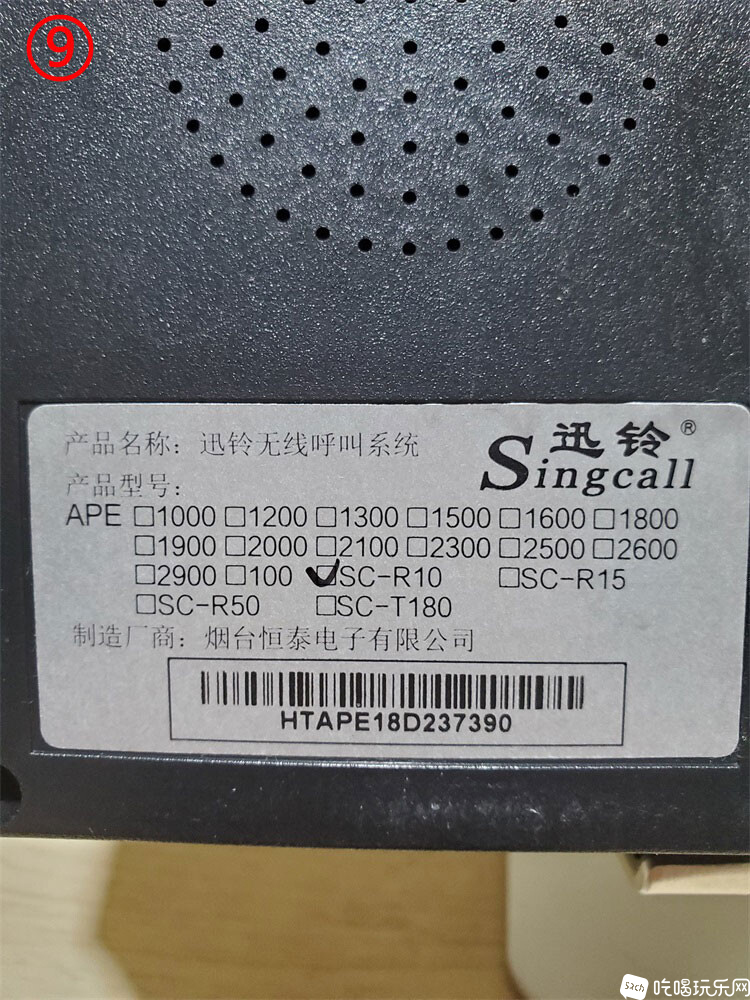 ⑨
迅铃®
Singcall
产品名称：迅铃无线呼叫系统
产品型号：
APE □1000 □1200 □1300 □1500 □1600 □1800
□1900 □2000 □2100 □2300 □2500 □2600
□2900 □100 ✓□SC-R10 □SC-R15
□SC-R50 □SC-T180
制造厂商：烟台恒泰电子有限公司
HTAPE18D237390
szch 吃喝玩乐网